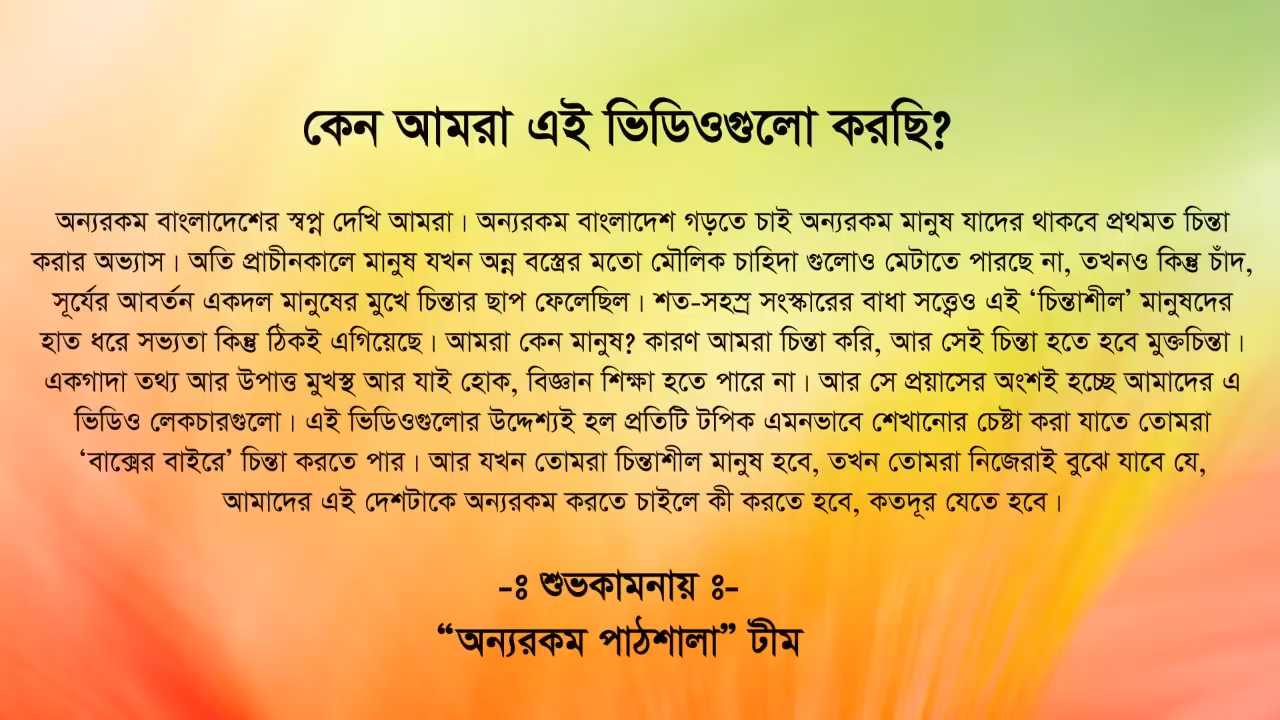 কেন আমরা এই ভিডিওগুলো করছি?
অন্যরকম বাংলাদেশের স্বপ্ন দেখি আমরা। অন্যরকম বাংলাদেশ গড়তে চাই অন্যরকম মানুষ যাদের থাকবে প্রথমত চিন্তা
করার অভ্যাস। অতি প্রাচীনকালে মানুষ যখন অন্ন বস্ত্রের মতো মৌলিক চাহিদা গুলোও মেটাতে পারছে না, তখনও কিন্তু চাঁদ,
সূর্যের আবর্তন একদল মানুষের মুখে চিন্তার ছাপ ফেলেছিল। শত-সহস্র সংস্কারের বাধা সত্ত্বেও এই ‘চিন্তাশীল’ মানুষদের
হাত ধরে সভ্যতা কিন্তু ঠিকই এগিয়েছে। আমরা কেন মানুষ? কারণ আমরা চিন্তা করি, আর সেই চিন্তা হতে হবে মুক্তচিন্তা।
একগাদা তথ্য আর উপাত্ত মুখস্থ আর যাই হোক, বিজ্ঞান শিক্ষা হতে পারে না। আর সে প্রয়াসের অংশই হচ্ছে আমাদের এ
ভিডিও লেকচারগুলো। এই ভিডিওগুলোর উদ্দেশ্যই হল প্রতিটি টপিক এমনভাবে শেখানোর চেষ্টা করা যাতে তোমরা
‘বাক্সের বাইরে’ চিন্তা করতে পার। আর যখন তোমরা চিন্তাশীল মানুষ হবে, তখন তোমরা নিজেরাই বুঝে যাবে যে,
আমাদের এই দেশটাকে অন্যরকম করতে চাইলে কী করতে হবে, কতদূর যেতে হবে।
-ঃ শুভকামনায় ঃ-
“অন্যরকম পাঠশালা” টীম